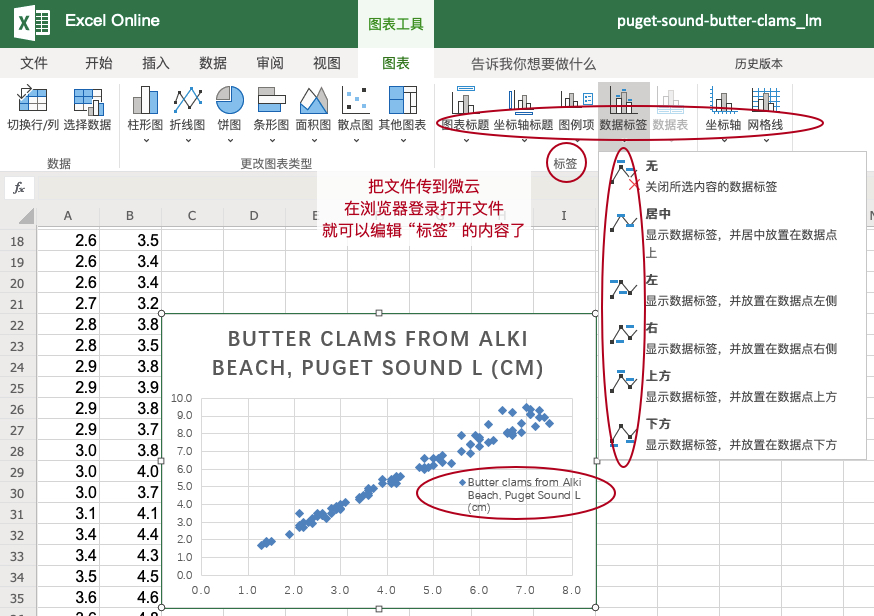 Excel Online
图表工具
puget-sound-butter-clams_lm
文件 开始 插入 数据 审阅 视图 图表 告诉我你想要做什么 历史版本
切换行/列 选择数据 柱形图 折线图 饼图 条形图 面积图 散点图 其他图表 图表标题 坐标轴标题 图例项 数据标签 数据表 坐标轴 网格线
数据 更改图表类型 标签
fx
把文件传到微云
在浏览器登录打开文件
就可以编辑“标签”的内容了
无
关闭所选内容的数据标签
居中
显示数据标签，并居中放置在数据点
上
左
显示数据标签，并放置在数据点左侧
右
显示数据标签，并放置在数据点右侧
上方
显示数据标签，并放置在数据点上方
下方
显示数据标签，并放置在数据点下方
A B C D E H I N
18 2.6 3.5
19 2.6 3.4
20 2.6 3.4
21 2.7 3.2
22 2.8 3.8
23 2.8 3.5
24 2.9 3.8
25 2.9 3.9
26 2.9 3.8
27 2.9 3.7
28 3.0 3.8
29 3.0 4.0
30 3.0 3.7
31 3.1 4.1
32 3.4 4.4
33 3.4 4.3
34 3.5 4.5
35 3.6 4.6
3.6 4.8
BUTTER CLAMS FROM ALKI
BEACH, PUGET SOUND L (CM)
10.0
9.0
8.0
7.0
6.0
5.0
4.0
3.0
2.0
1.0
0.0
0.0 1.0 2.0 3.0 4.0 5.0 6.0 7.0 8.0
Butter clams from Alki
Beach, Puget Sound L
(cm)